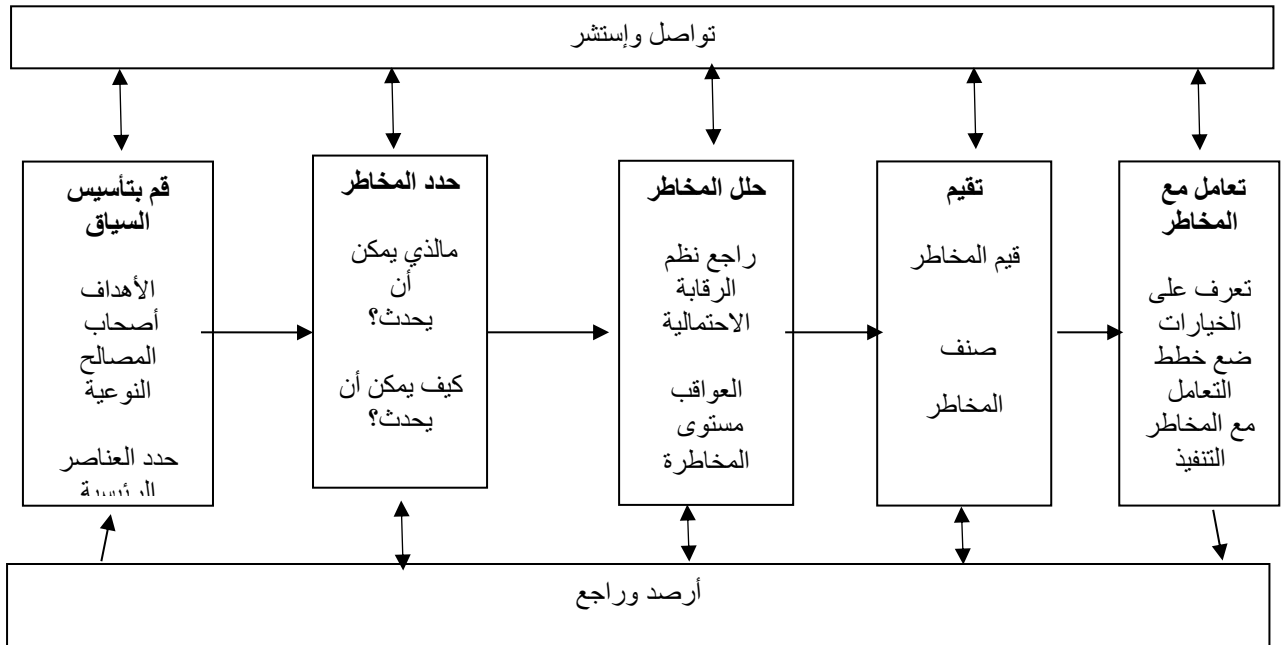 تواصل وإستشر
قم بتأسيس
السياق
الأهداف
أصحاب
المصالح
النوعية
حدد العناصر
الرئيسية
حدد المخاطر
مالذي يمكن
أن
يحدث؟
كيف يمكن أن
يحدث؟
حلل المخاطر
راجع نظم
الرقابة
الاحتمالية
العواقب
مستوى
المخاطرة
تقيم
قيم المخاطر
صنف
المخاطر
تعامل مع
المخاطر
تعرف على
الخيارات
ضع خطط
التعامل
مع المخاطر
التنفيذ
أرصد وراجع